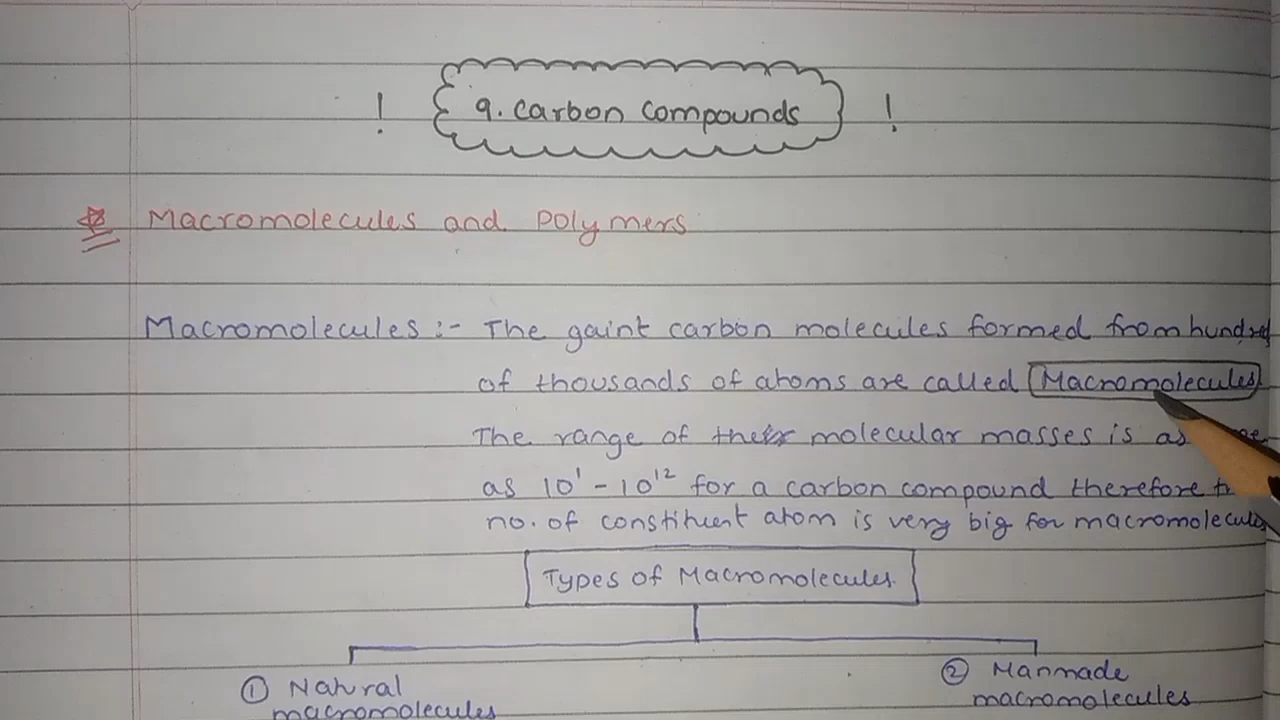 ! 9. Carbon Compounds !
Macromolecules and Polymers
Macromolecules :- The gaint carbon molecules formed from hundred
of thousands of atoms are called Macromolecules.
The range of their molecular masses is as
as 10¹ - 10¹² for a carbon compound therefore
no. of constituent atom is very big for macromolecules
Types of Macromolecules.
① Natural macromolecules
② Manmade macromolecules